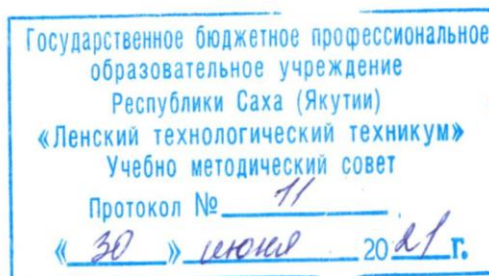 Государственное бюджетное профессиональное
образовательное учреждение
Республики Саха (Якутии)
«Ленский технологический техникум»
Учебно методический совет
Протокол № 11
« 30 » июня 2021 г.